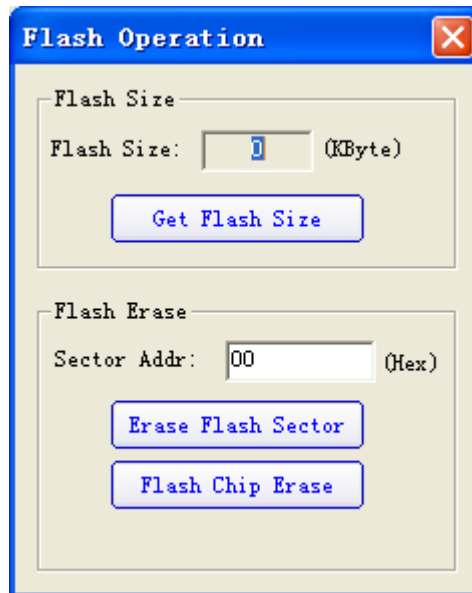 Flash Operation
Flash Size
Flash Size: 0 (KByte)
Get Flash Size
Flash Erase
Sector Addr: 00 (Hex)
Erase Flash Sector
Flash Chip Erase